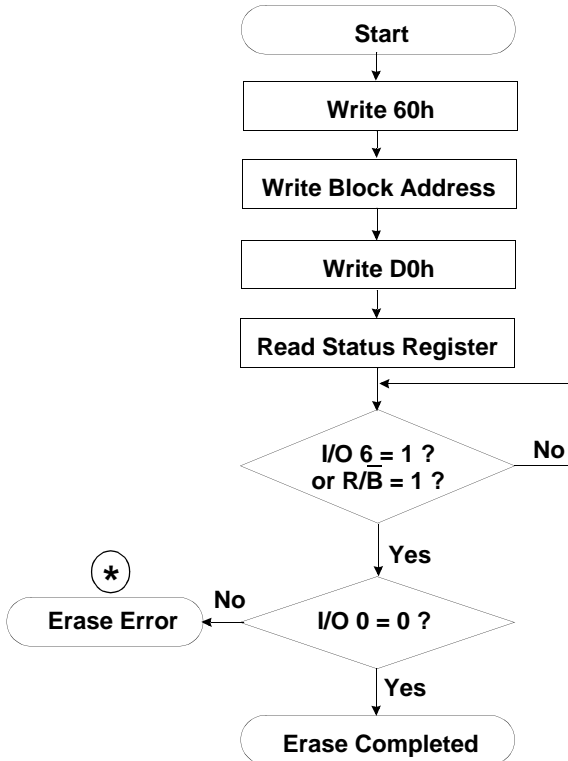 Start
Write 60h
Write Block Address
Write D0h
Read Status Register
I/O 6 = 1 ?
or R/B̅ = 1 ?
No
Yes
*
Erase Error
No
I/O 0 = 0 ?
Yes
Erase Completed